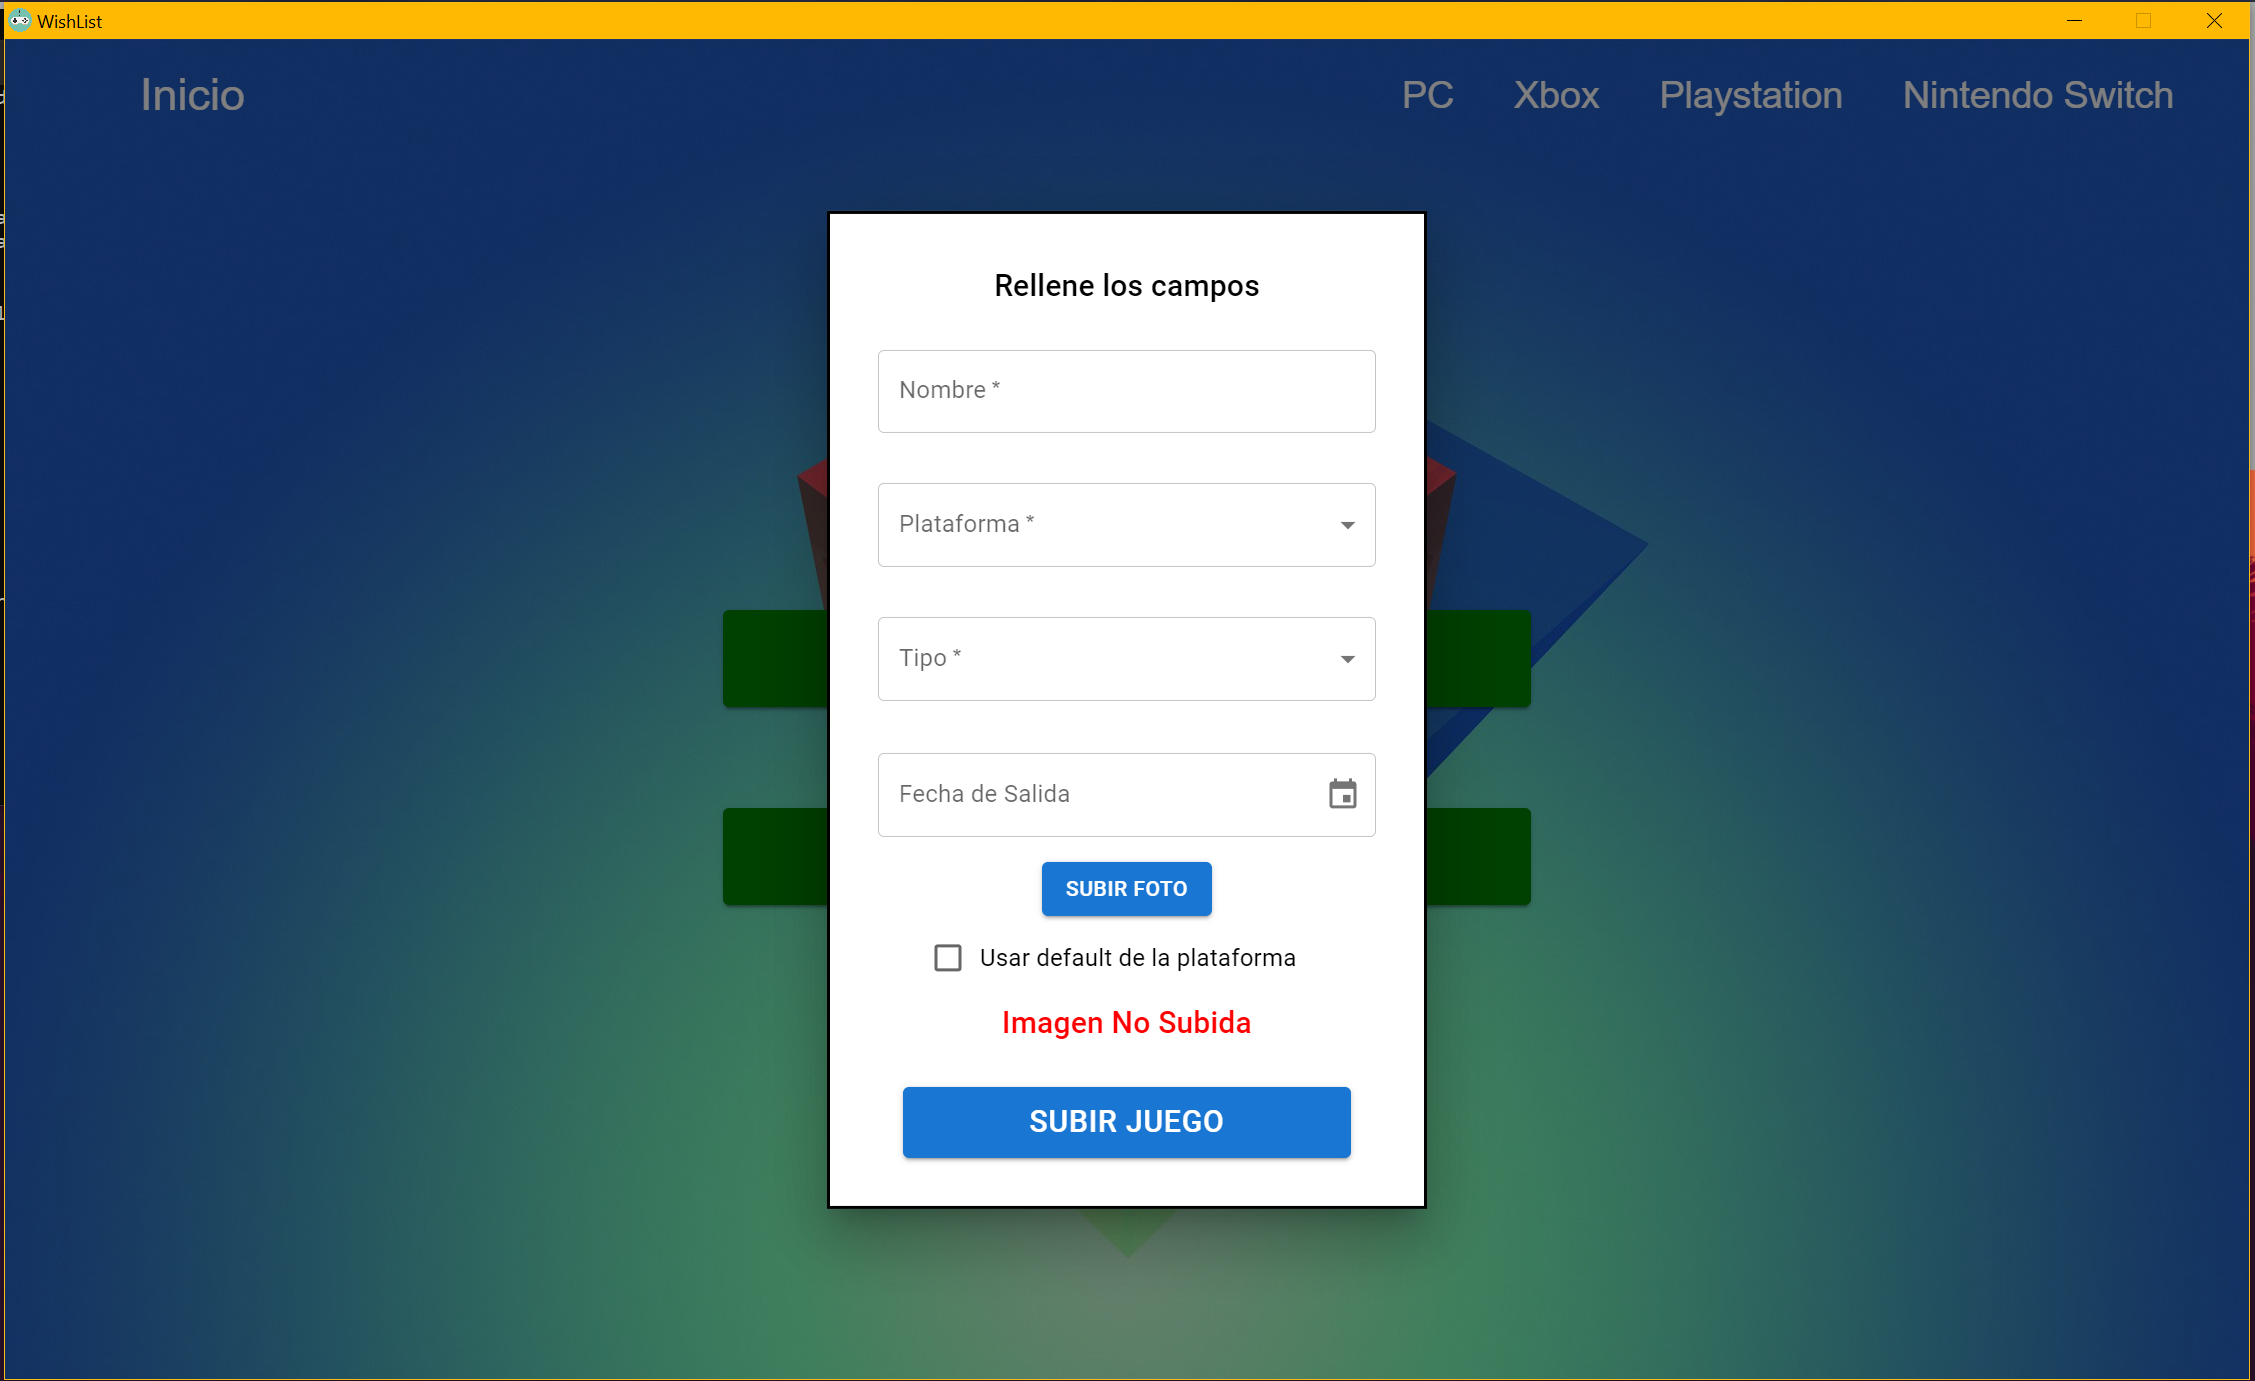 WishList
Inicio
PC Xbox Playstation Nintendo Switch
Rellene los campos
Nombre *
Plataforma *
Tipo *
Fecha de Salida
SUBIR FOTO
Usar default de la plataforma
Imagen No Subida
SUBIR JUEGO